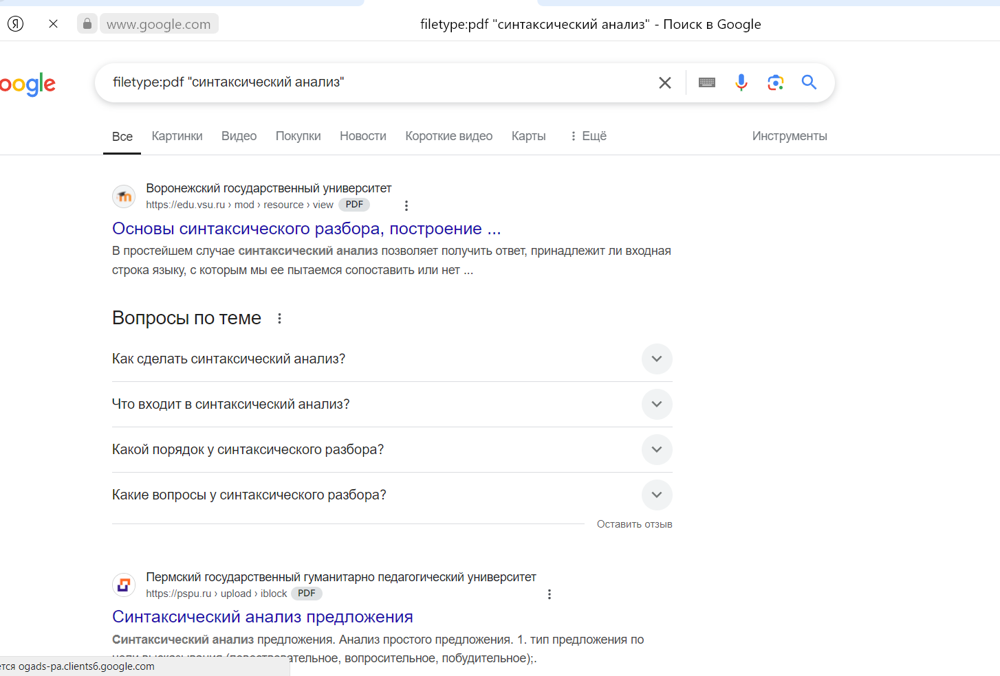 www.google.com
filetype:pdf "синтаксический анализ" - Поиск в Google
oogle
filetype:pdf "синтаксический анализ"
Все Картинки Видео Покупки Новости Короткие видео Карты Ещё Инструменты
Воронежский государственный университет
https://edu.vsu.ru › mod › resource › view PDF
Основы синтаксического разбора, построение ...
В простейшем случае синтаксический анализ позволяет получить ответ, принадлежит ли входная
строка языку, с которым мы ее пытаемся сопоставить или нет ...
Вопросы по теме
Как сделать синтаксический анализ?
Что входит в синтаксический анализ?
Какой порядок у синтаксического разбора?
Какие вопросы у синтаксического разбора?
Оставить отзыв
Пермский государственный гуманитарно педагогический университет
https://pspu.ru › upload › iblock PDF
Синтаксический анализ предложения
Синтаксический анализ предложения. Анализ простого предложения. 1. тип предложения по
вопросительное, побудительное);.
ogads-pa.clients6.google.com